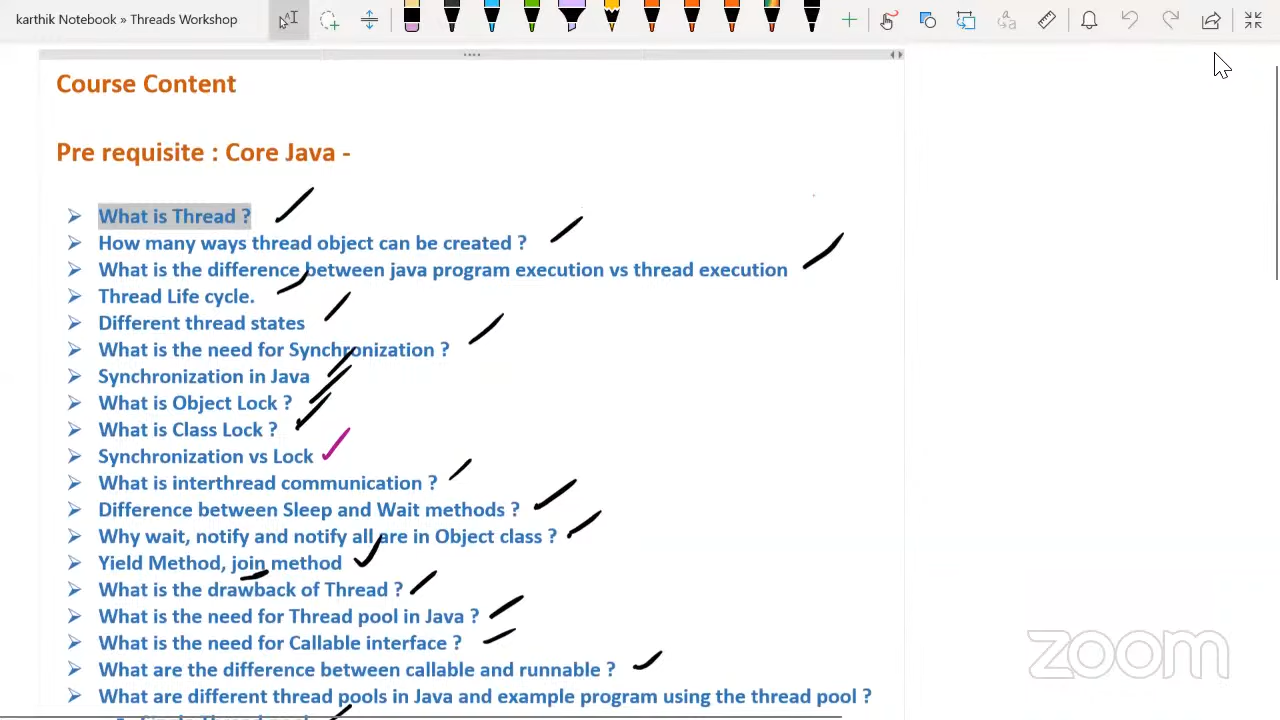 karthik Notebook » Threads Workshop
Course Content
Pre requisite : Core Java -
What is Thread ?
How many ways thread object can be created ?
What is the difference between java program execution vs thread execution
Thread Life cycle.
Different thread states
What is the need for Synchronization ?
Synchronization in Java
What is Object Lock ?
What is Class Lock ?
Synchronization vs Lock
What is interthread communication ?
Difference between Sleep and Wait methods ?
Why wait, notify and notify all are in Object class ?
Yield Method, join method
What is the drawback of Thread ?
What is the need for Thread pool in Java ?
What is the need for Callable interface ?
What are the difference between callable and runnable ?
What are different thread pools in Java and example program using the thread pool ?
zoom